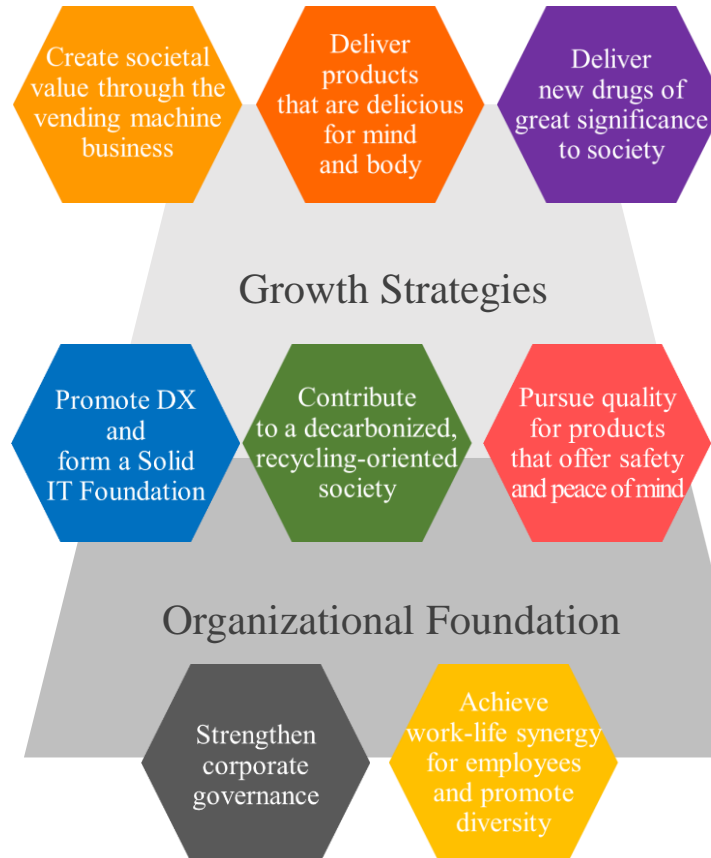 Create societal
value through the
vending machine
business
Deliver
products
that are delicious
for mind
and body
Deliver
new drugs of
great significance
to society
Growth Strategies
Promote DX
and
form a Solid
IT Foundation
Contribute
to a decarbonized,
recycling-oriented
society
Pursue quality
for products
that offer safety
and peace of mind
Organizational Foundation
Strengthen
corporate
governance
Achieve
work-life synergy
for employees
and promote
diversity